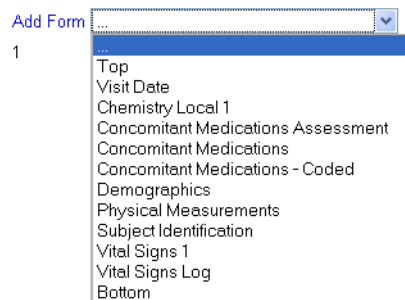 Add Form ...
1
...
Top
Visit Date
Chemistry Local 1
Concomitant Medications Assessment
Concomitant Medications
Concomitant Medications - Coded
Demographics
Physical Measurements
Subject Identification
Vital Signs 1
Vital Signs Log
Bottom